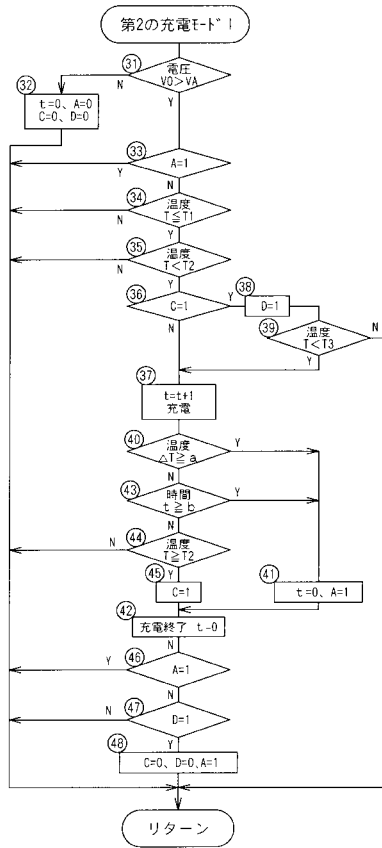 第2の充電モード1
31
電圧
V0>VA
N
Y
32
t=0、A=0
C=0、D=0
33
A=1
Y
N
34
温度
T≦T1
N
Y
35
温度
T<T2
N
Y
36
C=1
Y
N
38
D=1
39
温度
T<T3
N
Y
37
t=t+1
充電
40
温度
△T≧a
Y
N
43
時間
t≧b
Y
N
44
温度
T≧T2
N
Y
45
C=1
41
t=0、A=1
42
充電終了 t=0
N
46
A=1
Y
N
47
D=1
N
Y
48
C=0、D=0,A=1
リターン